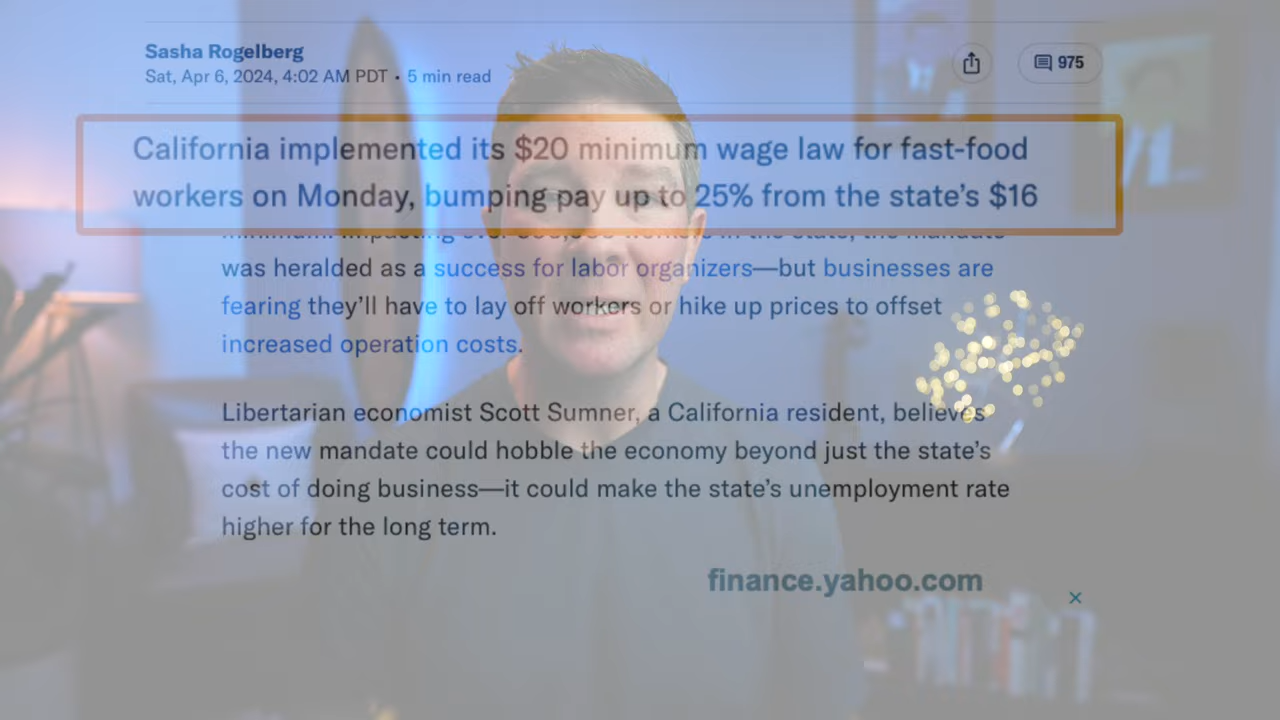 Sasha Rogelberg
Sat, Apr 6, 2024, 4:02 AM PDT • 5 min read
975
California implemented its $20 minimum wage law for fast-food
workers on Monday, bumping pay up to 25% from the state's $16
in the state, the mandate
was heralded as a success for labor organizers—but businesses are
fearing they'll have to lay off workers or hike up prices to offset
increased operation costs.
Libertarian economist Scott Sumner, a California resident, believes
the new mandate could hobble the economy beyond just the state's
cost of doing business—it could make the state's unemployment rate
higher for the long term.
finance.yahoo.com